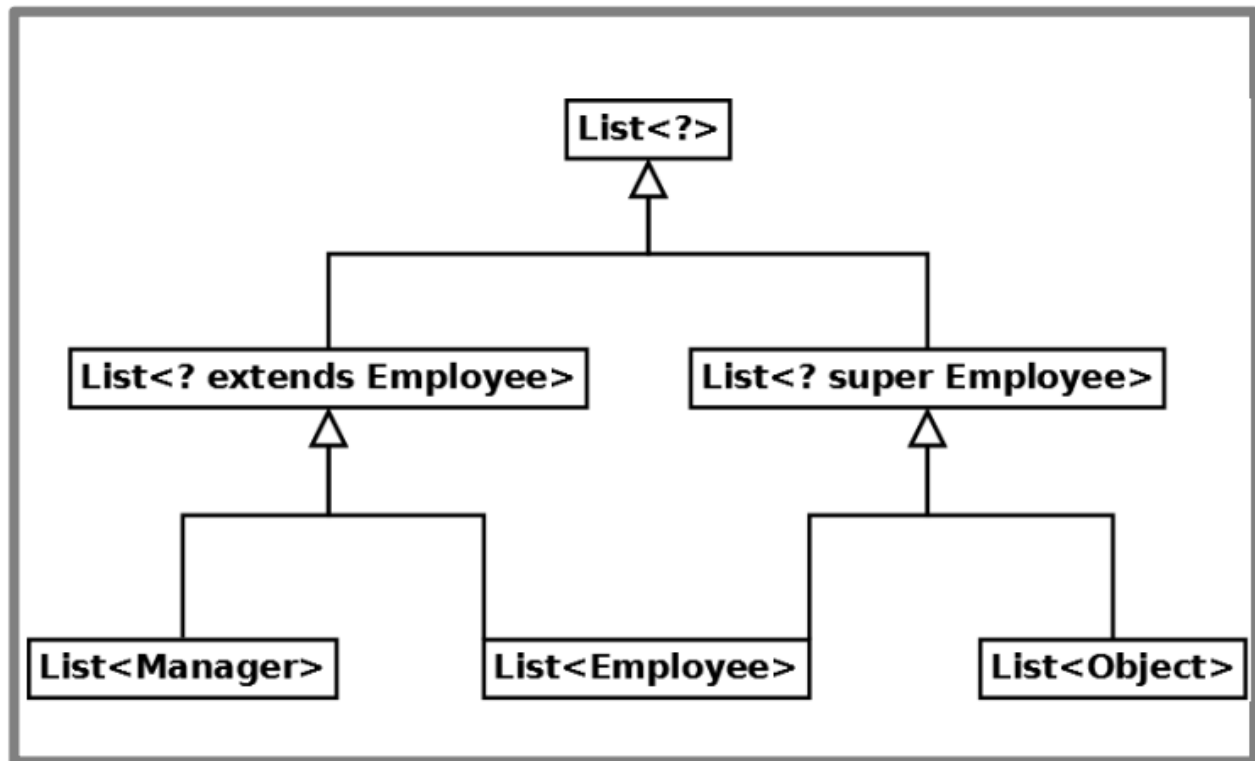 List<?>
List<? extends Employee>
List<? super Employee>
List<Manager>
List<Employee>
List<Object>